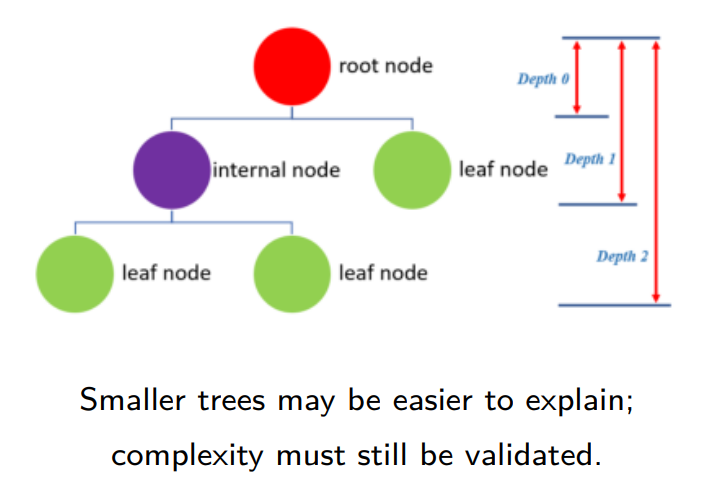 root node
Depth 0
internal node
leaf node
Depth 1
leaf node
leaf node
Depth 2
Smaller trees may be easier to explain;
complexity must still be validated.